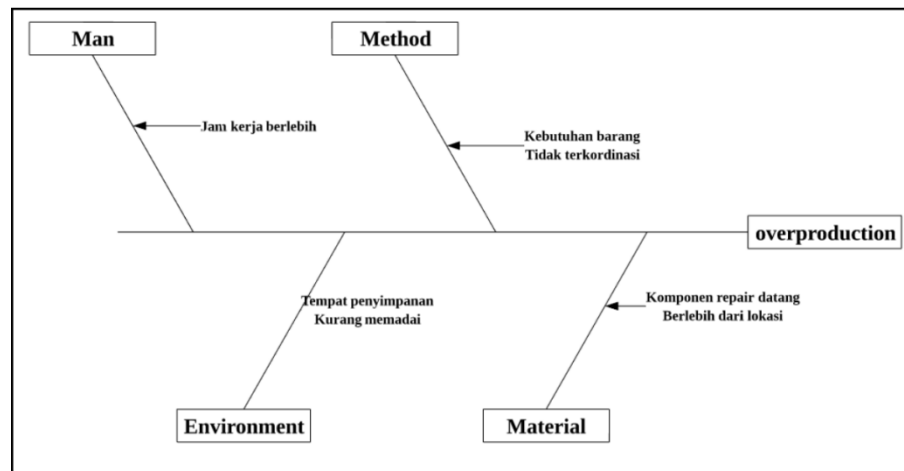 Man
Method
Jam kerja berlebih
Kebutuhan barang
Tidak terkordinasi
overproduction
Tempat penyimpanan
Kurang memadai
Komponen repair datang
Berlebih dari lokasi
Environment
Material